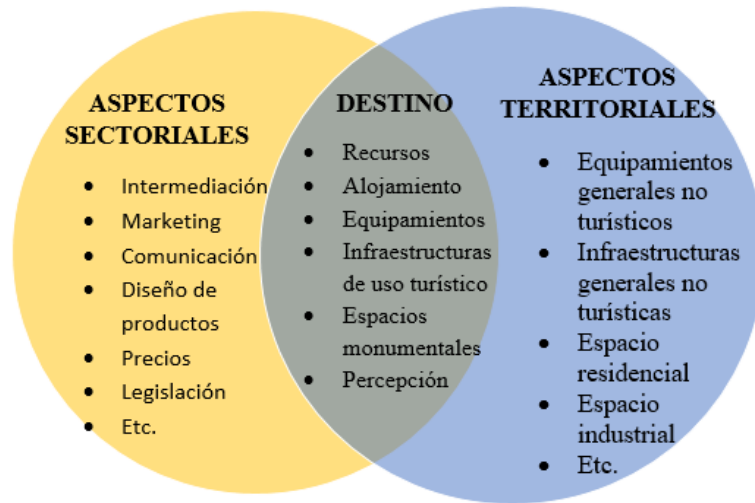 ASPECTOS
SECTORIALES
• Intermediación
• Marketing
• Comunicación
• Diseño de
productos
• Precios
• Legislación
• Etc.
DESTINO
• Recursos
• Alojamiento
• Equipamientos
• Infraestructuras
de uso turístico
• Espacios
monumentales
• Percepción
ASPECTOS
TERRITORIALES
• Equipamientos
generales no
turísticos
• Infraestructuras
generales no
turísticas
• Espacio
residencial
• Espacio
industrial
• Etc.